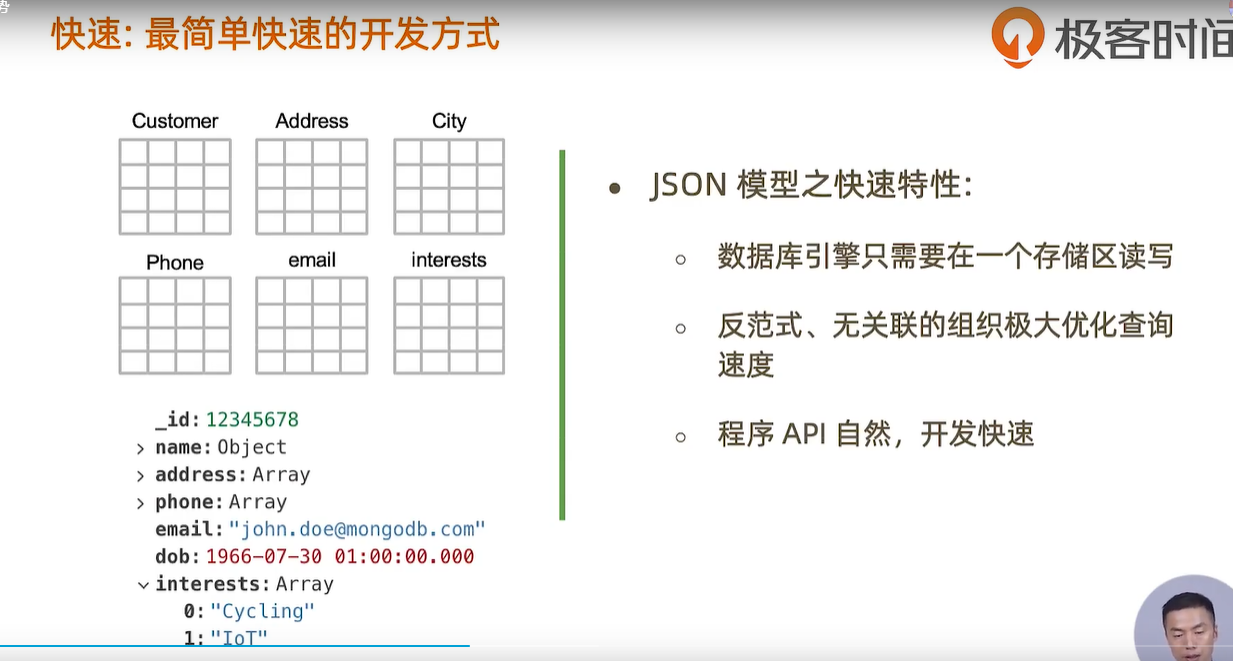 势
快速: 最简单快速的开发方式
极客时间
Customer
Address
City
Phone
email
interests
_id: 12345678
name: Object
address: Array
phone: Array
email: "john.doe@mongodb.com"
dob: 1966-07-30 01:00:00.000
interests: Array
0: "Cycling"
1: "IoT"
• JSON 模型之快速特性:
○ 数据库引擎只需要在一个存储区读写
○ 反范式、无关联的组织极大优化查询
速度
○ 程序 API 自然，开发快速